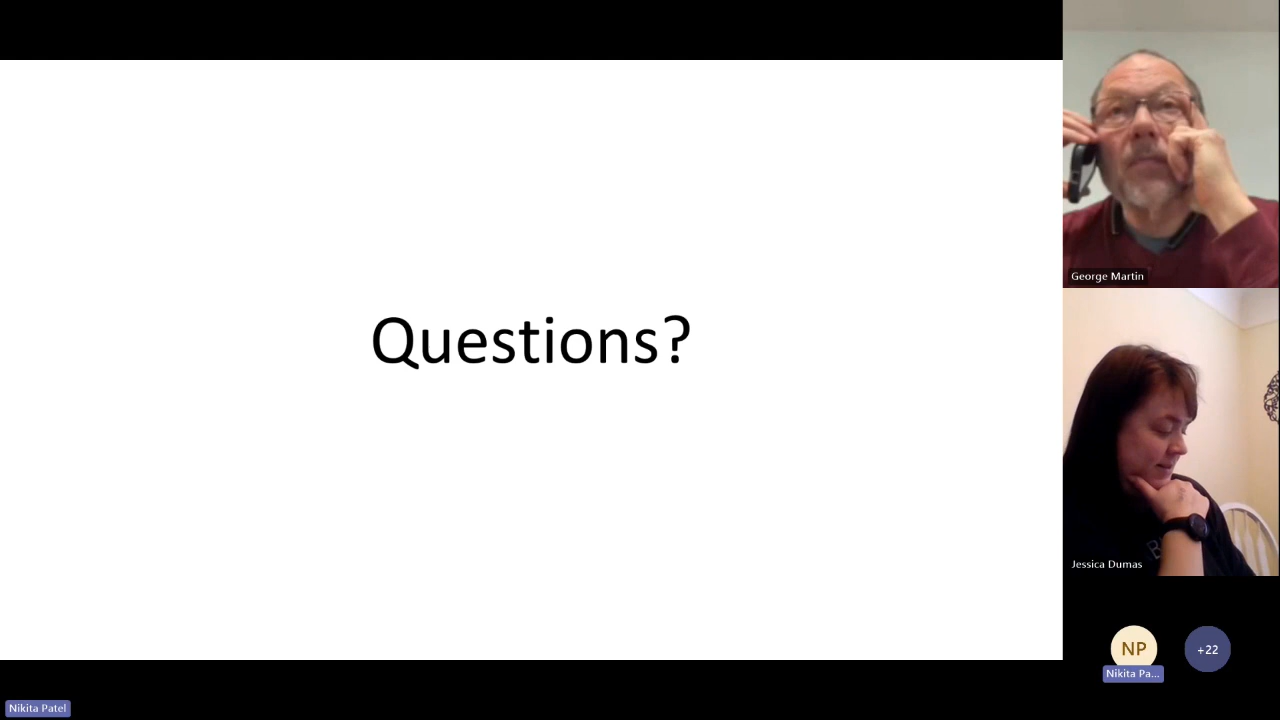 Questions?
George Martin
Jessica Dumas
NP
Nikita Pa...
+22
Nikita Patel